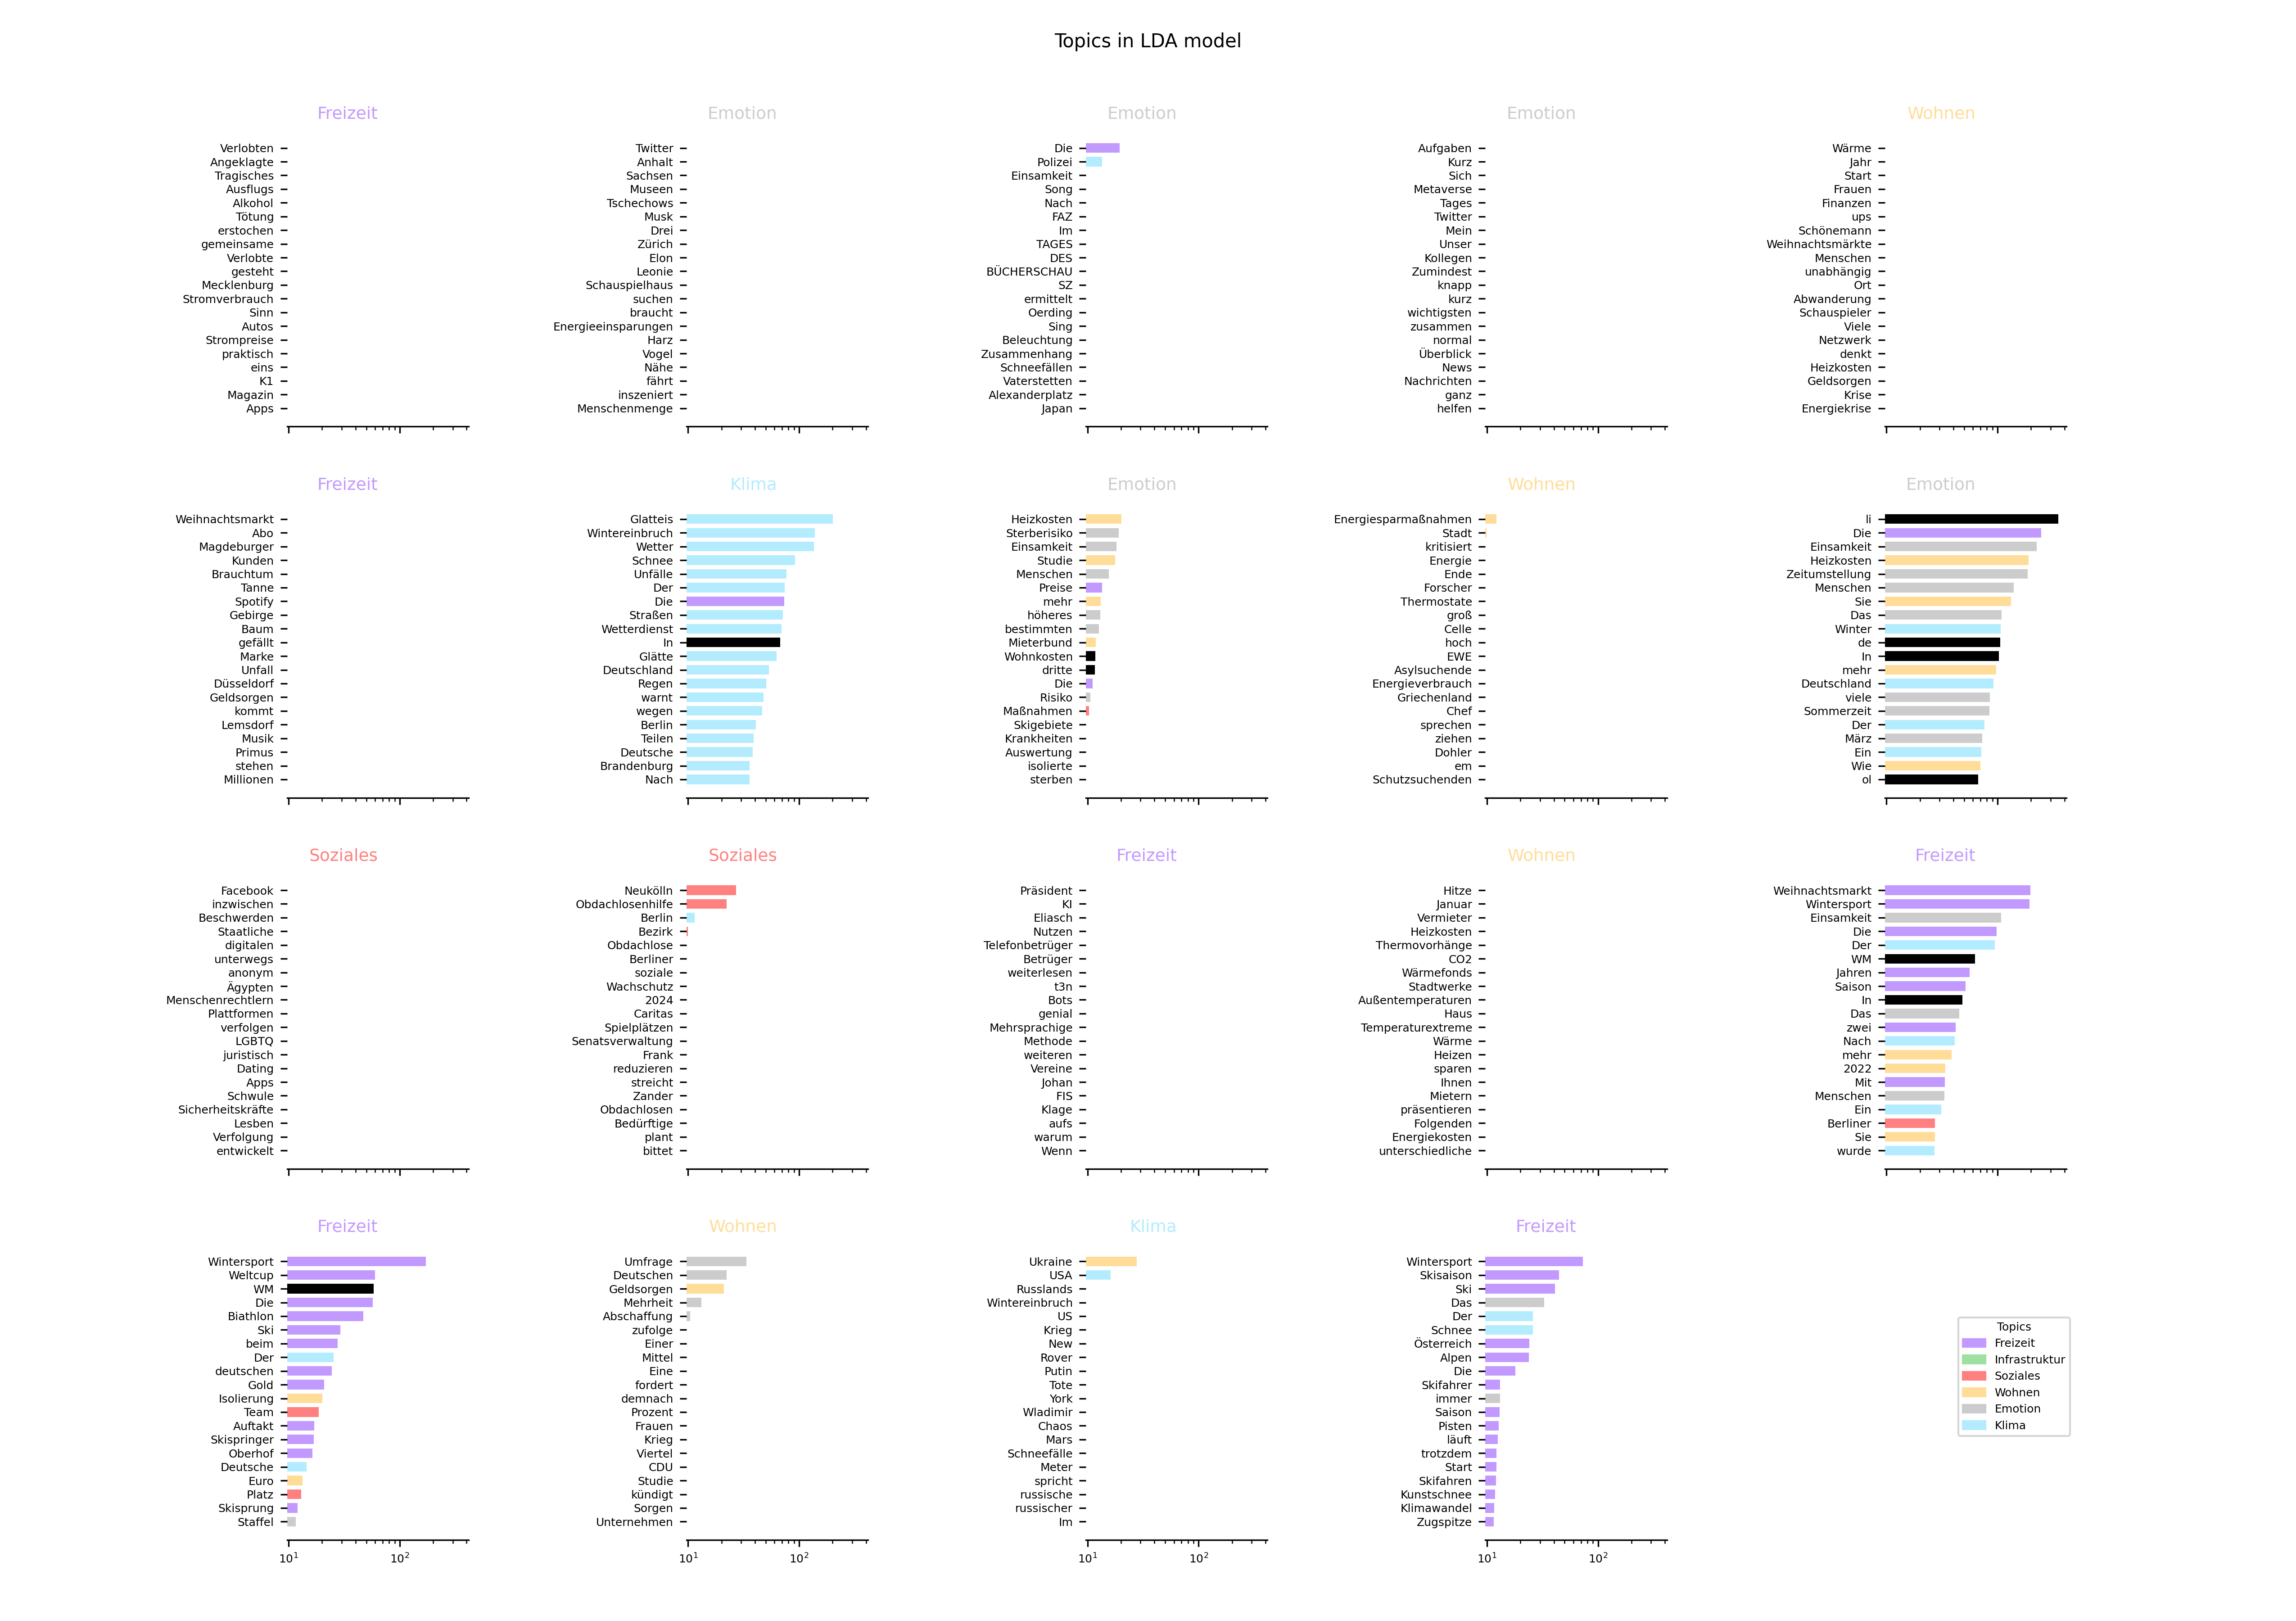 Topics in LDA model
Freizeit
Verlobten
Angeklagte
Tragisches
Ausflugs
Alkohol
Tötung
erstochen
gemeinsame
Verlobte
gesteht
Mecklenburg
Stromverbrauch
Sinn
Autos
Strompreise
praktisch
eins
K1
Magazin
Apps
Emotion
Twitter
Anhalt
Sachsen
Museen
Tschechows
Musk
Drei
Zürich
Elon
Leonie
Schauspielhaus
suchen
braucht
Energieeinsparungen
Harz
Vogel
Nähe
fährt
inszeniert
Menschenmenge
Emotion
Die
Polizei
Einsamkeit
Song
Nach
FAZ
Im
TAGES
DES
BÜCHERSCHAU
SZ
ermittelt
Oerding
Sing
Beleuchtung
Zusammenhang
Schneefällen
Vaterstetten
Alexanderplatz
Japan
Emotion
Aufgaben
Kurz
Sich
Metaverse
Tages
Twitter
Mein
Unser
Kollegen
Zumindest
knapp
kurz
wichtigsten
zusammen
normal
Überblick
News
Nachrichten
ganz
helfen
Wohnen
Wärme
Jahr
Start
Frauen
Finanzen
ups
Schönemann
Weihnachtsmärkte
Menschen
unabhängig
Ort
Abwanderung
Schauspieler
Viele
Netzwerk
denkt
Heizkosten
Geldsorgen
Krise
Energiekrise
Freizeit
Weihnachtsmarkt
Abo
Magdeburger
Kunden
Brauchtum
Tanne
Spotify
Gebirge
Baum
gefällt
Marke
Unfall
Düsseldorf
Geldsorgen
kommt
Lemsdorf
Musik
Primus
stehen
Millionen
Klima
Glatteis
Wintereinbruch
Wetter
Schnee
Unfälle
Der
Die
Straßen
Wetterdienst
In
Glätte
Deutschland
Regen
warnt
wegen
Berlin
Teilen
Deutsche
Brandenburg
Nach
Emotion
Heizkosten
Sterberisiko
Einsamkeit
Studie
Menschen
Preise
mehr
höheres
bestimmten
Mieterbund
Wohnkosten
dritte
Die
Risiko
Maßnahmen
Skigebiete
Krankheiten
Auswertung
isolierte
sterben
Wohnen
Energiesparmaßnahmen
Stadt
kritisiert
Energie
Ende
Forscher
Thermostate
groß
Celle
hoch
EWE
Asylsuchende
Energieverbrauch
Griechenland
Chef
sprechen
ziehen
Dohler
em
Schutzsuchenden
Emotion
li
Die
Einsamkeit
Heizkosten
Zeitumstellung
Menschen
Sie
Das
Winter
de
In
mehr
Deutschland
viele
Sommerzeit
Der
März
Ein
Wie
ol
Soziales
Facebook
inzwischen
Beschwerden
Staatliche
digitalen
unterwegs
anonym
Ägypten
Menschenrechtlern
Plattformen
verfolgen
LGBTQ
juristisch
Dating
Apps
Schwule
Sicherheitskräfte
Lesben
Verfolgung
entwickelt
Soziales
Neukölln
Obdachlosenhilfe
Berlin
Bezirk
Obdachlose
Berliner
soziale
Wachschutz
2024
Caritas
Spielplätzen
Senatsverwaltung
Frank
reduzieren
streicht
Zander
Obdachlosen
Bedürftige
plant
bittet
Freizeit
Präsident
KI
Eliasch
Nutzen
Telefonbetrüger
Betrüger
weiterlesen
t3n
Bots
genial
Mehrsprachige
Methode
weiteren
Vereine
Johan
FIS
Klage
aufs
warum
Wenn
Wohnen
Hitze
Januar
Vermieter
Heizkosten
Thermovorhänge
CO2
Wärmefonds
Stadtwerke
Außentemperaturen
Haus
Temperaturextreme
Wärme
Heizen
sparen
Ihnen
Mietern
präsentieren
Folgenden
Energiekosten
unterschiedliche
Freizeit
Weihnachtsmarkt
Wintersport
Einsamkeit
Die
Der
WM
Jahren
Saison
In
Das
zwei
Nach
mehr
2022
Mit
Menschen
Ein
Berliner
Sie
wurde
Freizeit
Wintersport
Weltcup
WM
Die
Biathlon
Ski
beim
Der
deutschen
Gold
Isolierung
Team
Auftakt
Skispringer
Oberhof
Deutsche
Euro
Platz
Skisprung
Staffel
10¹ 10²
Wohnen
Umfrage
Deutschen
Geldsorgen
Mehrheit
Abschaffung
zufolge
Einer
Mittel
Eine
fordert
demnach
Prozent
Frauen
Krieg
Viertel
CDU
Studie
kündigt
Sorgen
Unternehmen
10¹ 10²
Klima
Ukraine
USA
Russlands
Wintereinbruch
US
Krieg
New
Rover
Putin
Tote
York
Wladimir
Chaos
Mars
Schneefälle
Meter
spricht
russische
russischer
Im
10¹ 10²
Freizeit
Wintersport
Skisaison
Ski
Das
Der
Schnee
Österreich
Alpen
Die
Skifahrer
immer
Saison
Pisten
läuft
trotzdem
Start
Skifahren
Kunstschnee
Klimawandel
Zugspitze
10¹ 10²
Topics
Freizeit
Infrastruktur
Soziales
Wohnen
Emotion
Klima